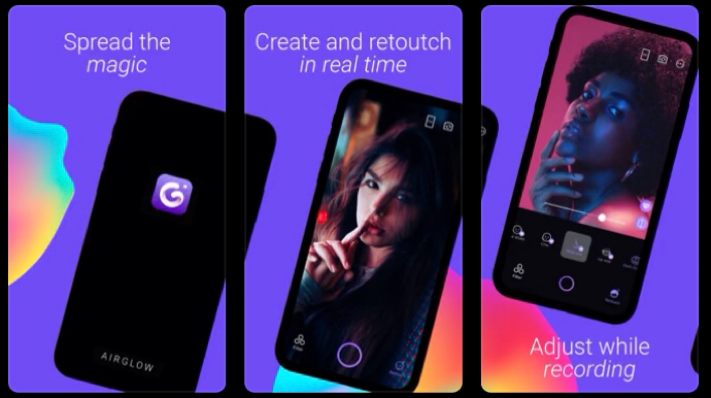 Spread the
magic
AIRGLOW
Create and retoutch
in real time
Adjust while
recording